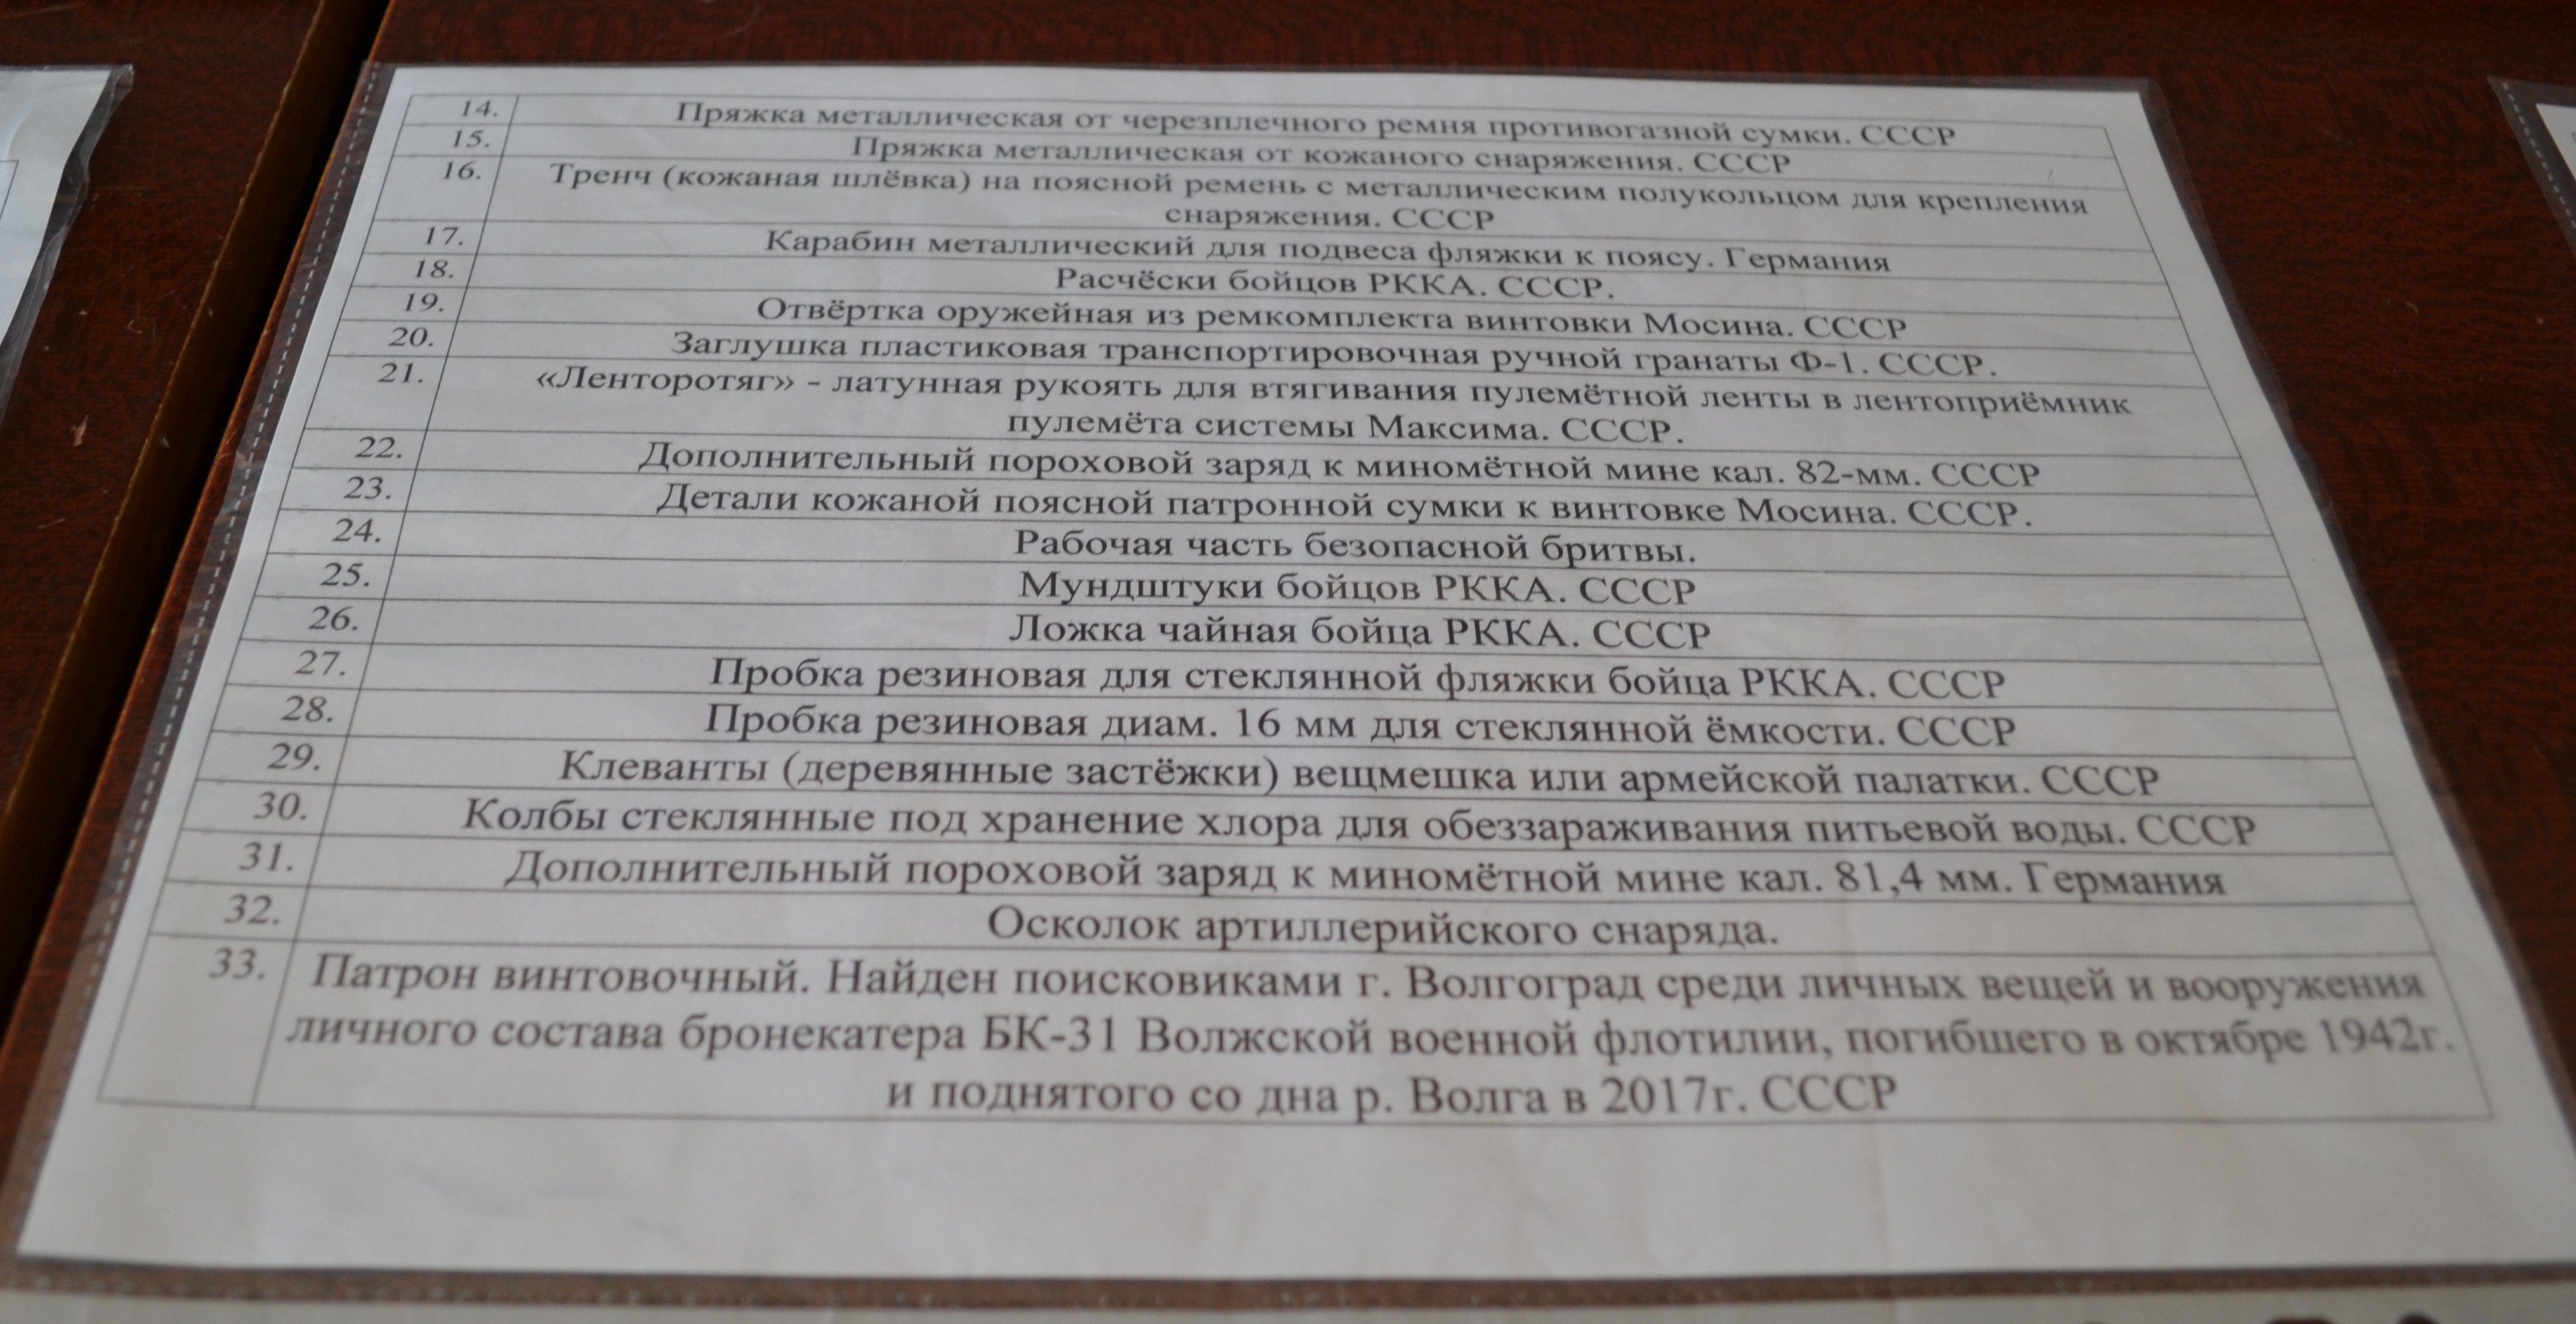 14. Пряжка металлическая от черезплечного ремня противогазной сумки. СССР
15. Пряжка металлическая от кожаного снаряжения. СССР
16. Тренч (кожаная шлёвка) на поясной ремень с металлическим полукольцом для крепления
снаряжения. СССР
17. Карабин металлический для подвеса фляжки к поясу. Германия
18. Расчёски бойцов РККА. СССР.
19. Отвёртка оружейная из ремкомплекта винтовки Мосина. СССР
20. Заглушка пластиковая транспортировочная ручной гранаты Ф-1. СССР.
21. «Ленторотяг» - латунная рукоять для втягивания пулемётной ленты в лентоприёмник
пулемёта системы Максима. СССР.
22. Дополнительный пороховой заряд к миномётной мине кал. 82-мм. СССР
23. Детали кожаной поясной патронной сумки к винтовке Мосина. СССР.
24. Рабочая часть безопасной бритвы.
25. Мундштуки бойцов РККА. СССР
26. Ложка чайная бойца РККА. СССР
27. Пробка резиновая для стеклянной фляжки бойца РККА. СССР
28. Пробка резиновая диам. 16 мм для стеклянной ёмкости. СССР
29. Клеванты (деревянные застёжки) вещмешка или армейской палатки. СССР
30. Колбы стеклянные под хранение хлора для обеззараживания питьевой воды. СССР
31. Дополнительный пороховой заряд к миномётной мине кал. 81,4 мм. Германия
32. Осколок артиллерийского снаряда.
33. Патрон винтовочный. Найден поисковиками г. Волгоград среди личных вещей и вооружения
личного состава бронекатера БК-31 Волжской военной флотилии, погибшего в октябре 1942г.
и поднятого со дна р. Волга в 2017г. СССР